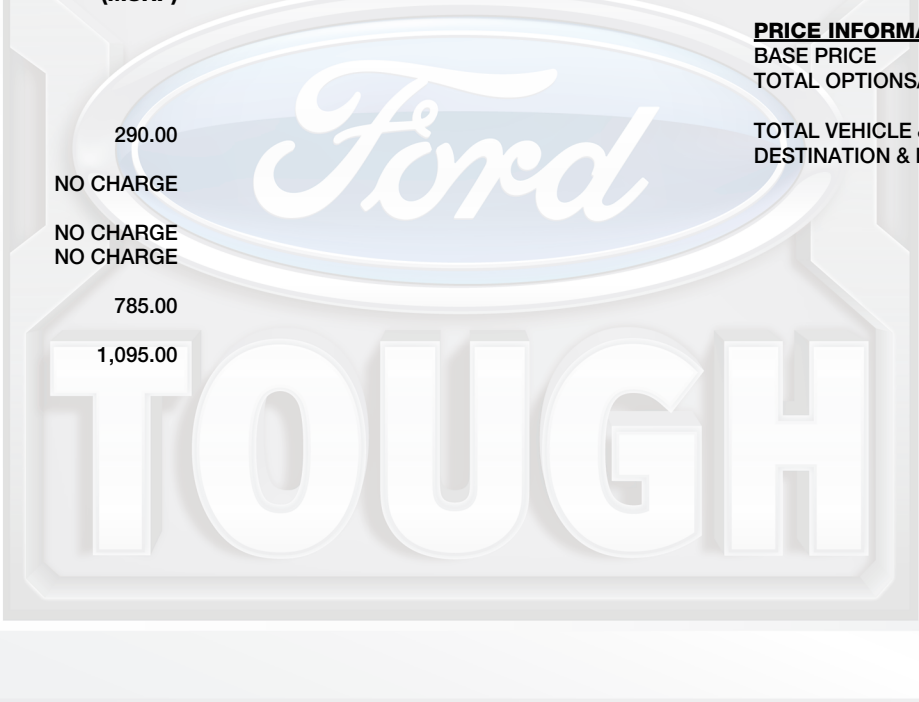 PRICE INFORMA
BASE PRICE
TOTAL OPTIONS
TOTAL VEHICLE
DESTINATION &
290.00
NO CHARGE
NO CHARGE
NO CHARGE
785.00
1,095.00
Ford
TOUGH